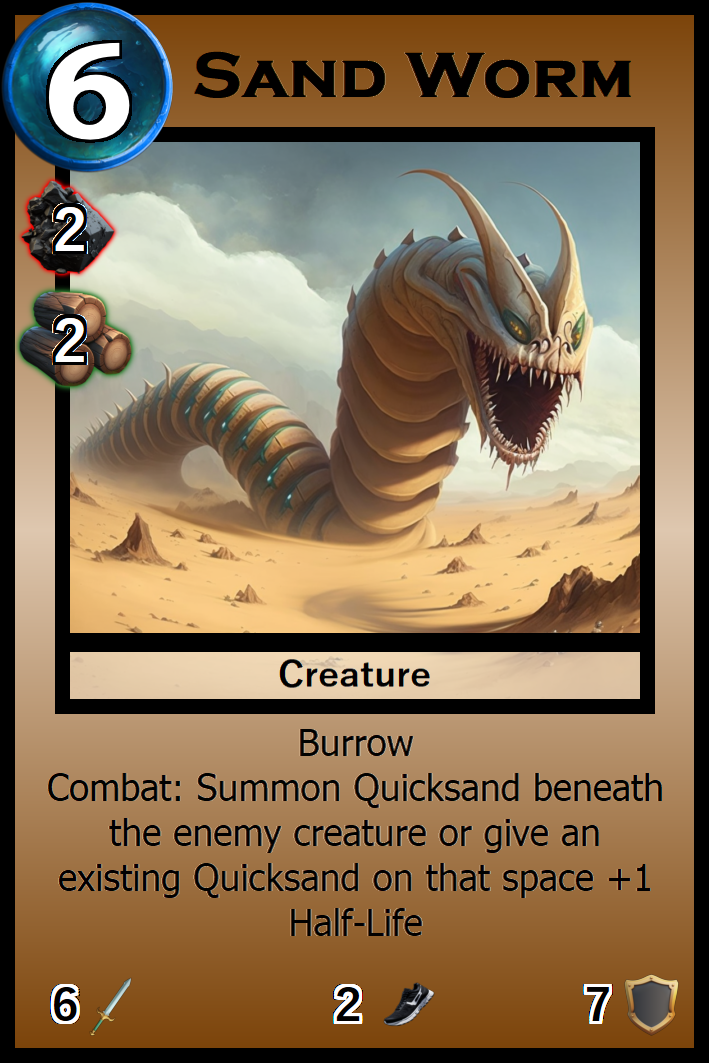 6
Sand Worm
2
2
Creature
Burrow
Combat: Summon Quicksand beneath
the enemy creature or give an
existing Quicksand on that space +1
Half-Life
6
2
7